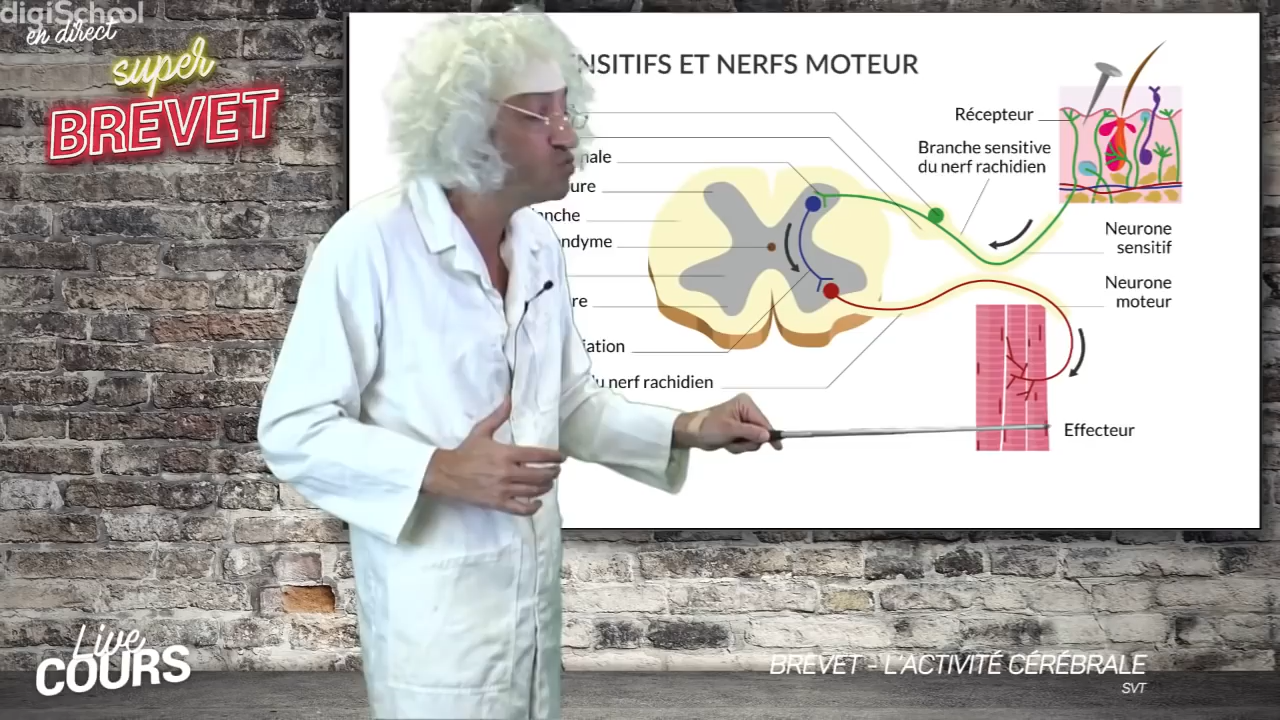 digiSchool
en direct
super
BREVET
NSITIFS ET NERFS MOTEUR
Récepteur
Branche sensitive
du nerf rachidien
Neurone
sensitif
Neurone
moteur
Effecteur
nale
ure
anche
ndyme
re
iation
u nerf rachidien
Live
COURS
BREVET - L'ACTIVITÉ CÉRÉBRALE
SVT